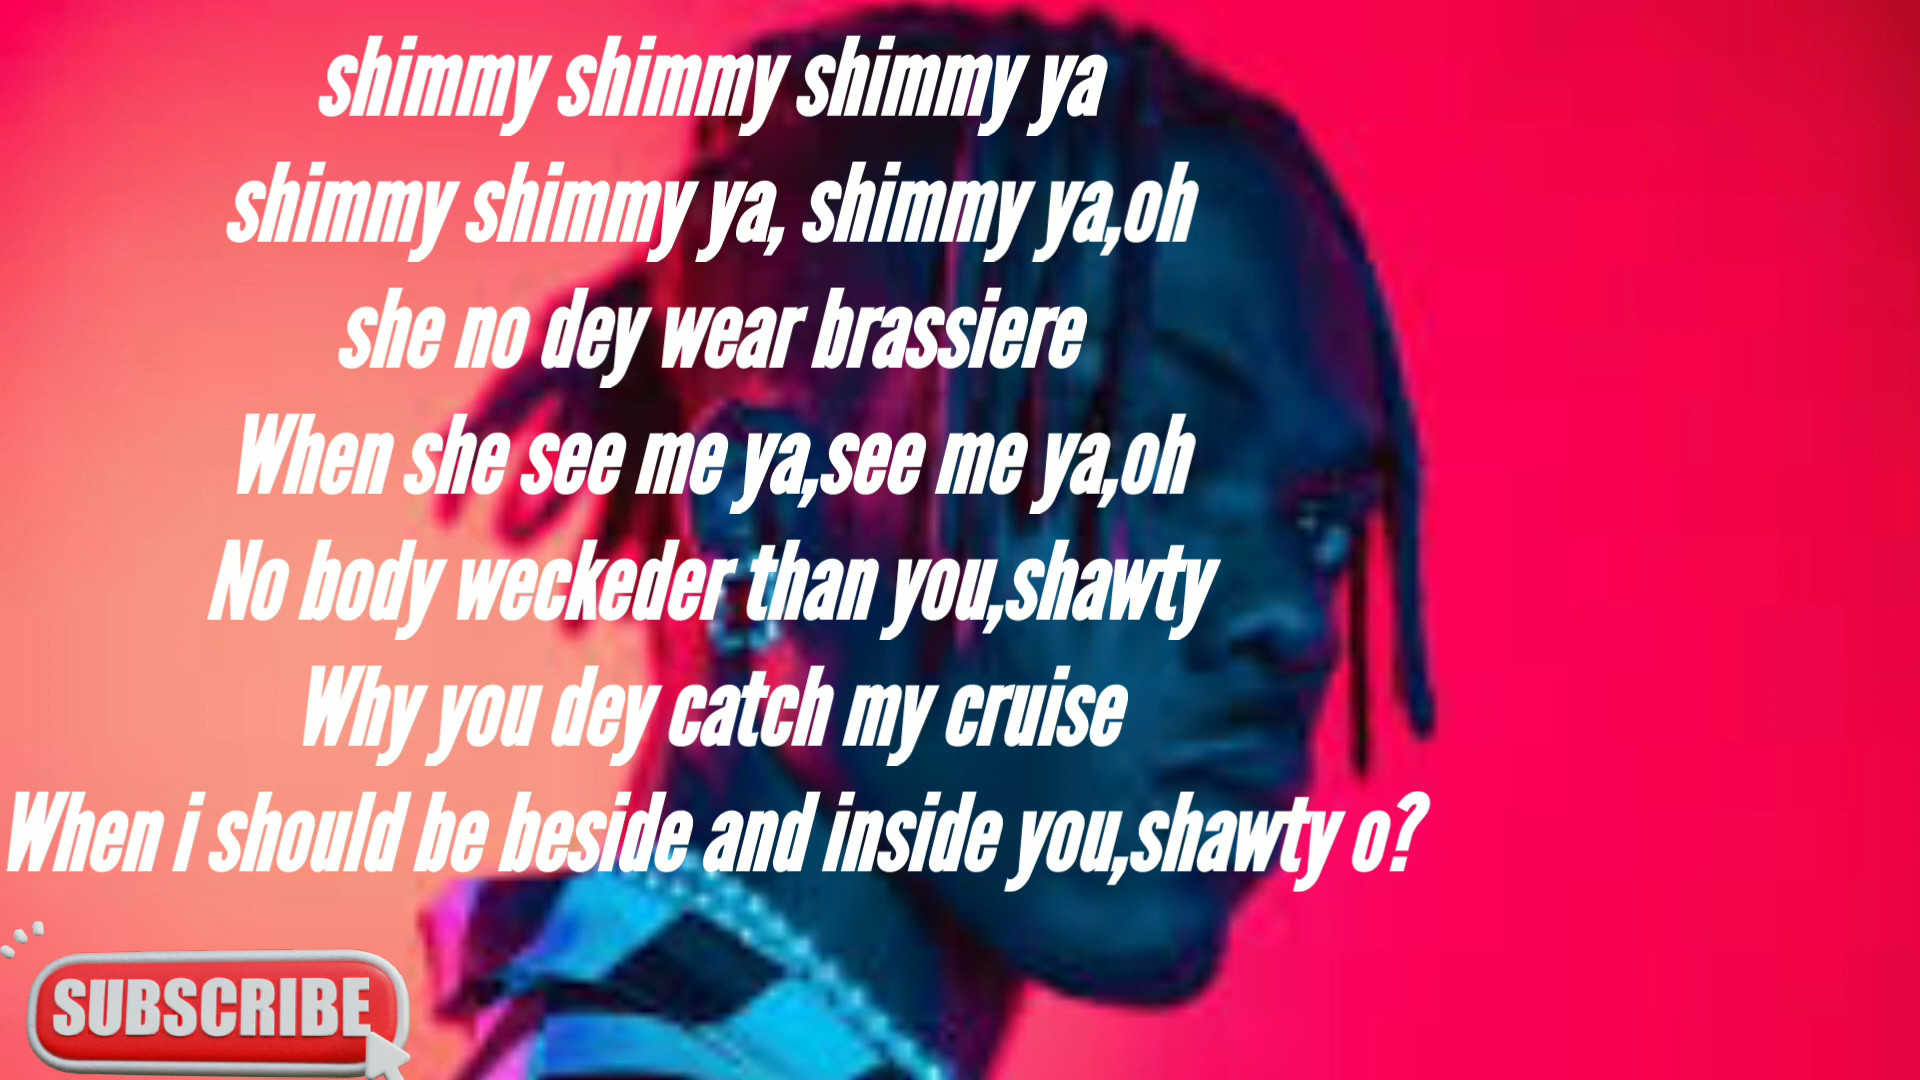 shimmy shimmy shimmy ya
shimmy shimmy ya, shimmy ya,oh
she no dey wear brassiere
When she see me ya,see me ya,oh
No body weckeder than you,shawty
Why you dey catch my cruise
When i should be beside and inside you,shawty o?
SUBSCRIBE